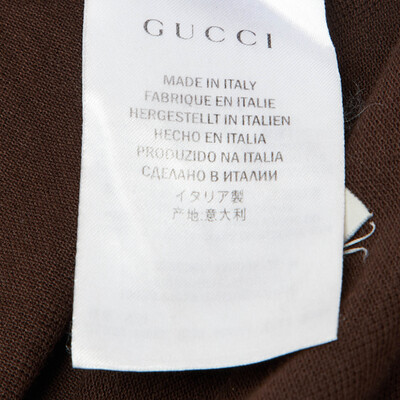 GUCCI
MADE IN ITALY
FABRIQUE EN ITALIE
HERGESTELLT IN ITALIEN
HECHO EN ITALIA
PRODUZIDO NA ITALIA
СДЕЛАНО В ИТАЛИИ
イタリア製
产地:意大利